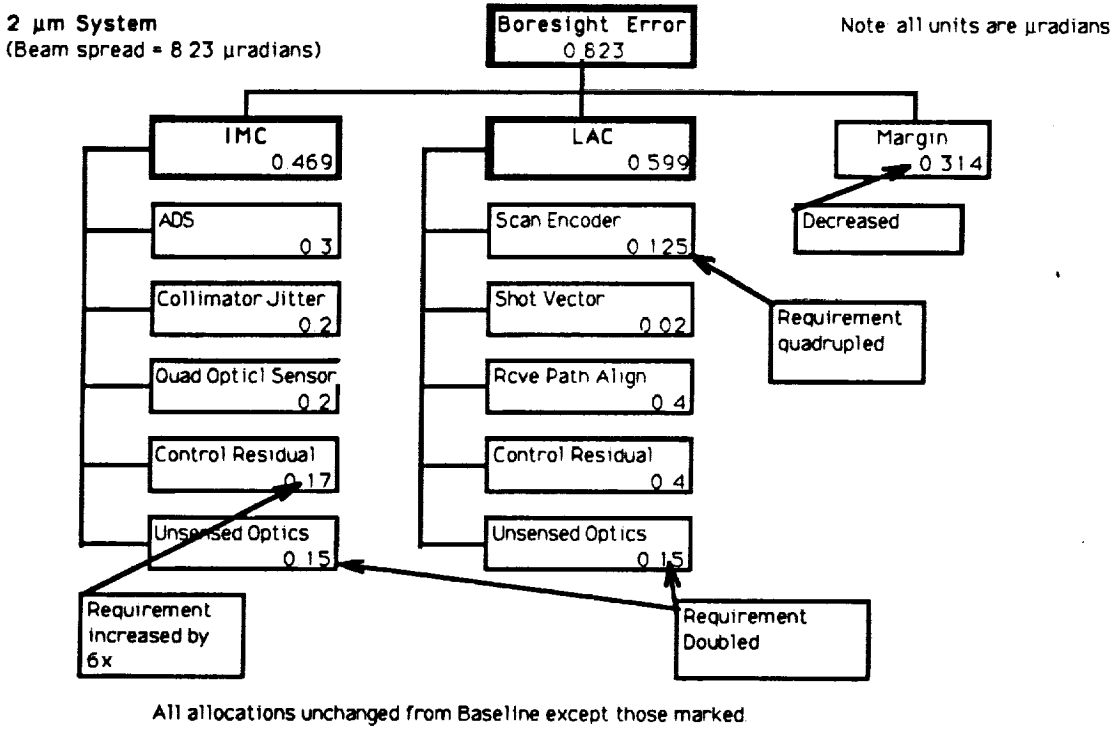 2 µm System
(Beam spread = 8 23 µradians)
Note all units are µradians
Boresight Error
0 823
IMC
0 469
LAC
0 599
Margin
0 314
ADS
0 3
Scan Encoder
0 125
Decreased
Collimator Jitter
0 2
Shot Vector
0 02
Requirement
quadrupled
Quad Opticl Sensor
0 2
Rcve Path Align
0 4
Control Residual
0 17
Control Residual
0 4
Unsensed Optics
0 15
Unsensed Optics
0 15
Requirement
increased by
6x
Requirement
Doubled
All allocations unchanged from Baseline except those marked